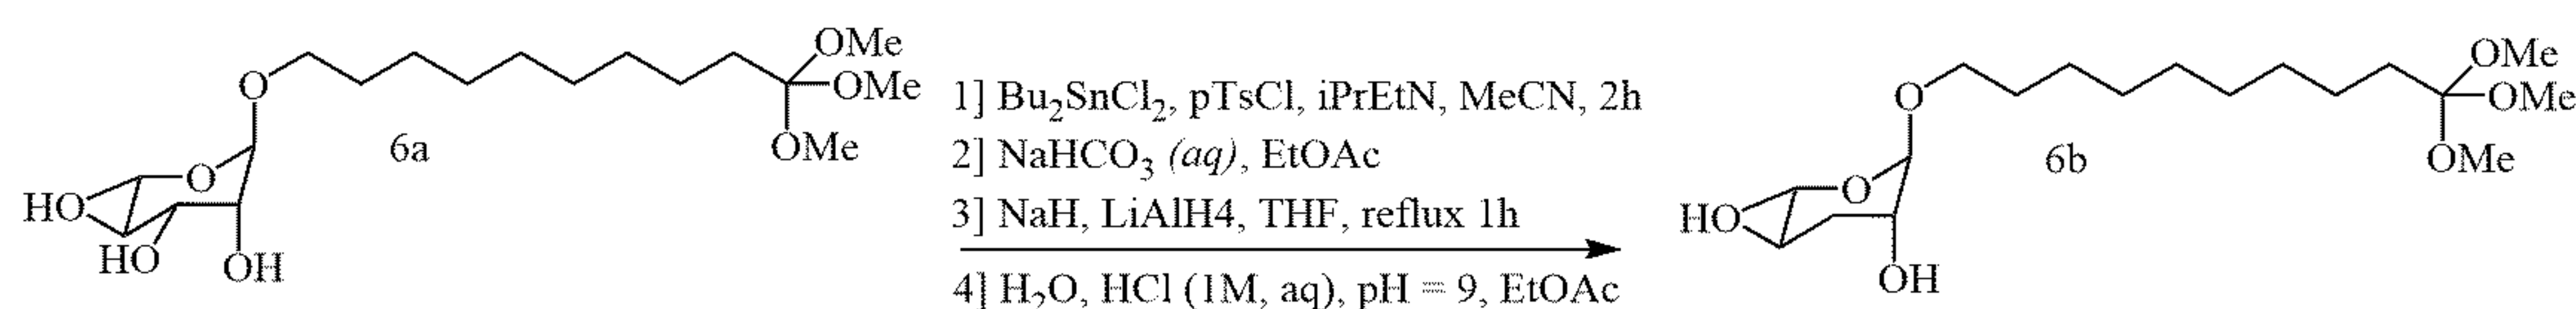 OMe
O
OMe
OMe
6a
O
HO
HO
OH
1] Bu2SnCl2, pTsCl, iPrEtN, MeCN, 2h
2] NaHCO3 (aq), EtOAc
3] NaH, LiAlH4, THF, reflux 1h
4] H2O, HCl (1M, aq), pH = 9, EtOAc
OMe
O
OMe
OMe
6b
O
HO
OH